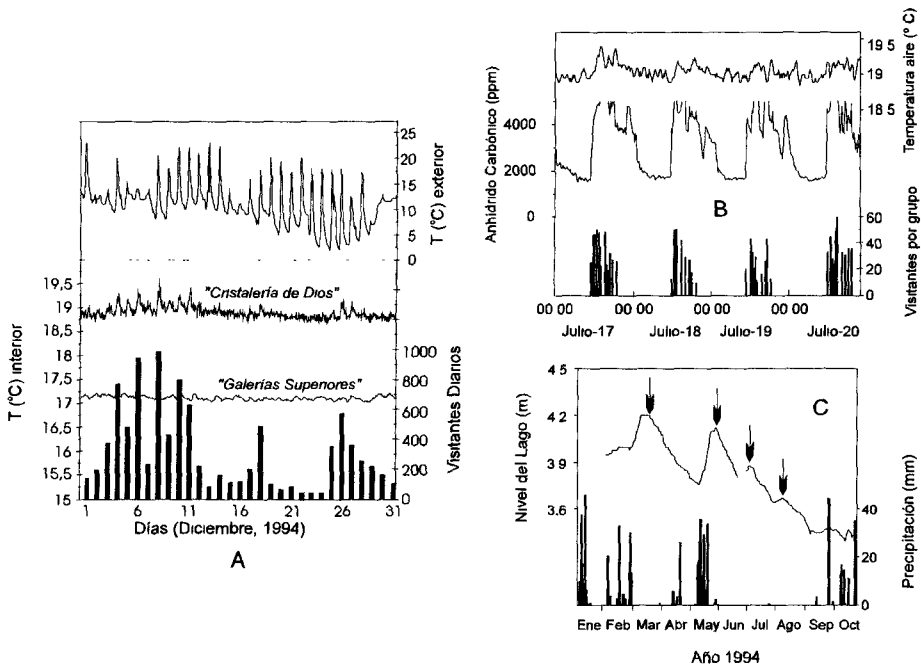 25
20
15
10
5
0
T (°C) exterior
19,5
19
18,5
18
17,5
17
16,5
16
15,5
15
T (°C) interior
"Cristalería de Dios"
"Galerías Superiores"
1000
800
600
400
200
0
Visitantes Diarios
1 6 11 16 21 26 31
Días (Diciembre, 1994)
A
19 5
19
18 5
Temperatura aire (º C)
4000
2000
0
Anhídrido Carbónico (ppm)
B
60
40
20
0
Visitantes por grupo
00 00 00 00 00 00 00 00
Julio-17 Julio-18 Julio-19 Julio-20
4 5
4 2
3.9
3.6
Nivel del Lago (m)
C
40
20
0
Precipitación (mm)
Ene Feb Mar Abr May Jun Jul Ago Sep Oct
Año 1994